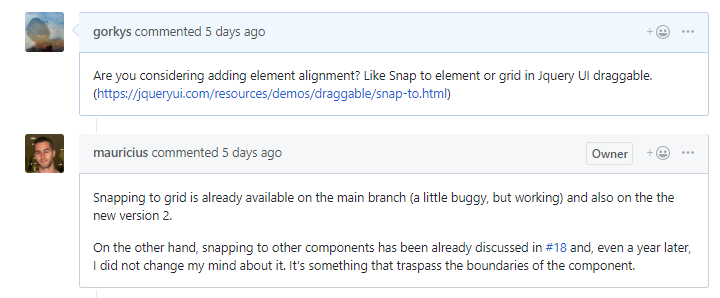 gorkys commented 5 days ago
Are you considering adding element alignment? Like Snap to element or grid in Jquery UI draggable.
(https://jqueryui.com/resources/demos/draggable/snap-to.html)
mauricius commented 5 days ago
Owner
Snapping to grid is already available on the main branch (a little buggy, but working) and also on the the
new version 2.
On the other hand, snapping to other components has been already discussed in #18 and, even a year later,
I did not change my mind about it. It's something that traspass the boundaries of the component.